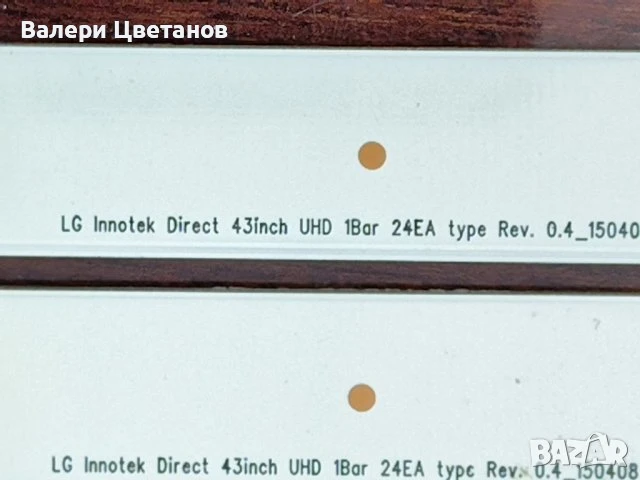 Валери Цветанов
LG Innotek Direct 43inch UHD 1Bar 24EA type Rev. 0.4_15040
LG Innotek Direct 43inch UHD 1Bar 24EA type Rev. 0.4_150408
BAZAR